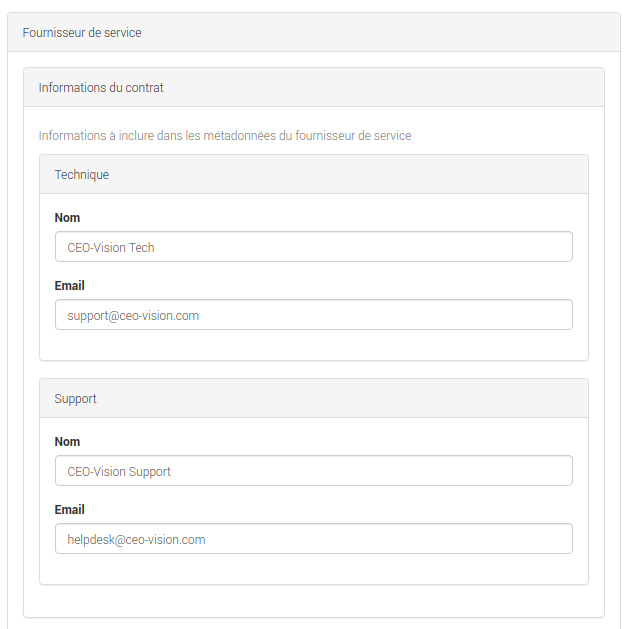 Fournisseur de service
Informations du contrat
Informations à inclure dans les métadonnées du fournisseur de service
Technique
Nom
CEO-Vision Tech
Email
support@ceo-vision.com
Support
Nom
CEO-Vision Support
Email
helpdesk@ceo-vision.com